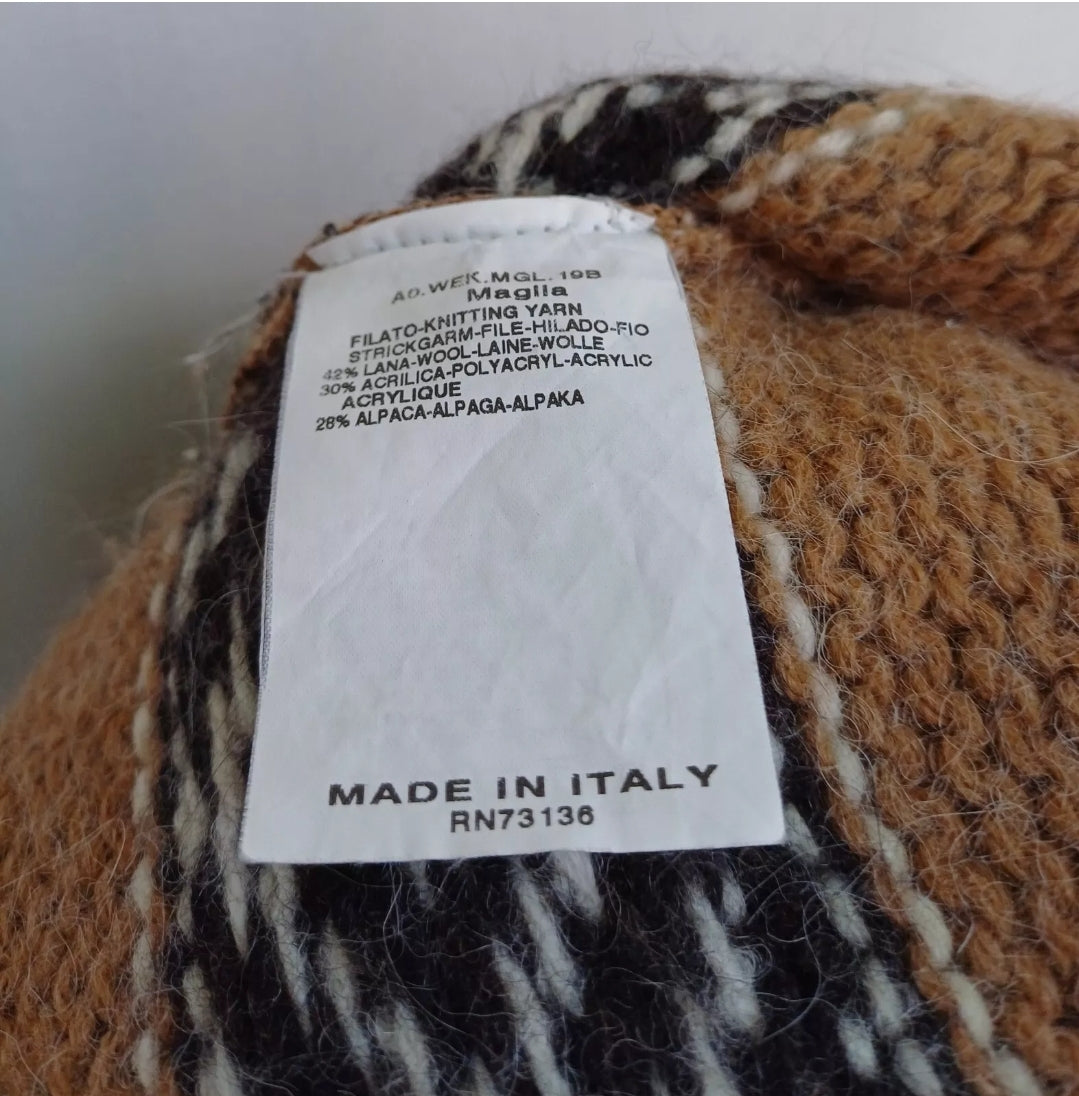 A0.WEK.MGL.19B
Maglia
FILATO-KNITTING YARN
STRICKGARM-FILE-HILADO-FIO
42% LANA-WOOL-LAINE-WOLLE
30% ACRILICA-POLYACRYL-ACRYLIC
ACRYLIQUE
28% ALPACA-ALPAGA-ALPAKA
MADE IN ITALY
RN73136